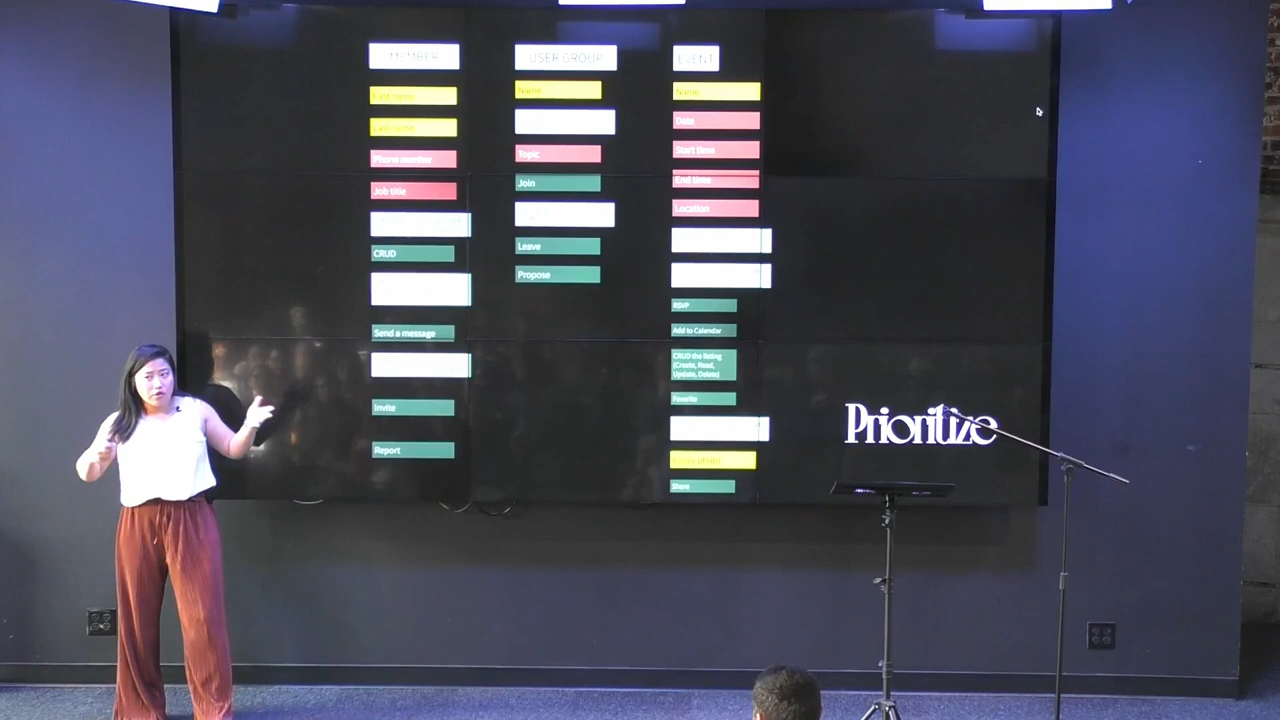 MEMBER
First name
Last name
Phone number
Job title
CRUD
Send a message
Invite
Report
USER GROUP
Name
Topic
Join
Leave
Propose
EVENT
Name
Date
Start time
End time
Location
RSVP
Add to Calendar
CRUD the listing
(Create, Read,
Update, Delete)
Favorite
Share
Prioritize